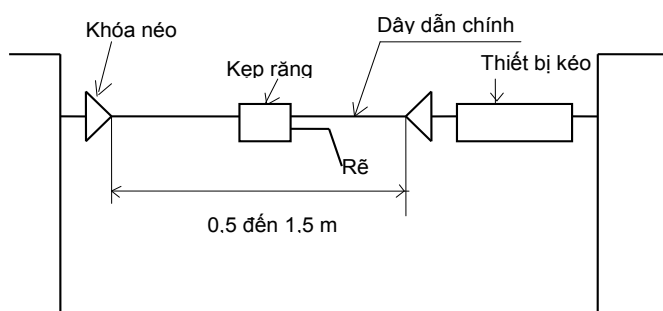 Khóa néo
Dây dẫn chính
Kẹp răng
Thiết bị kéo
Rẽ
0,5 đến 1,5 m